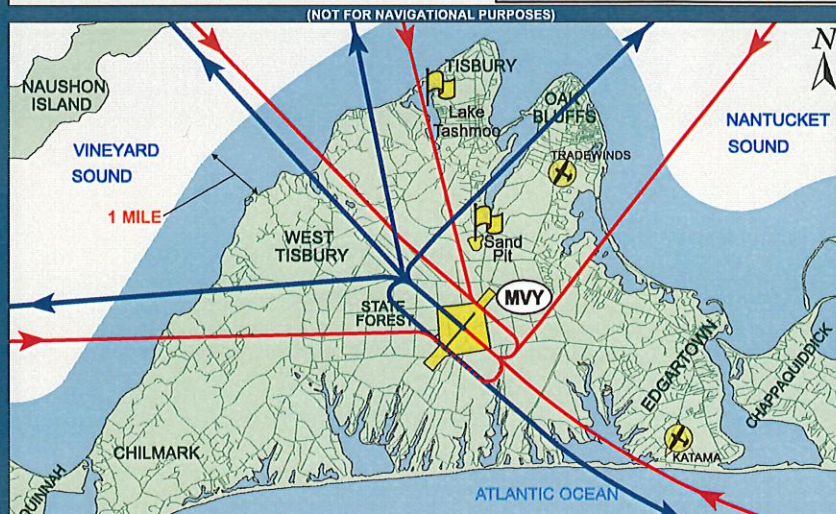 (NOT FOR NAVIGATIONAL PURPOSES)
N
NAUSHON
ISLAND
TISBURY
Lake
Tashmoo
OAK
BLUFFS
NANTUCKET
SOUND
VINEYARD
SOUND
TRADEWINDS
1 MILE
WEST
TISBURY
Sand
Pit
MVY
STATE
FOREST
EDGARTOWN
CHAPPAQUIDDICK
CHILMARK
KATAMA
QUINNAH
ATLANTIC OCEAN